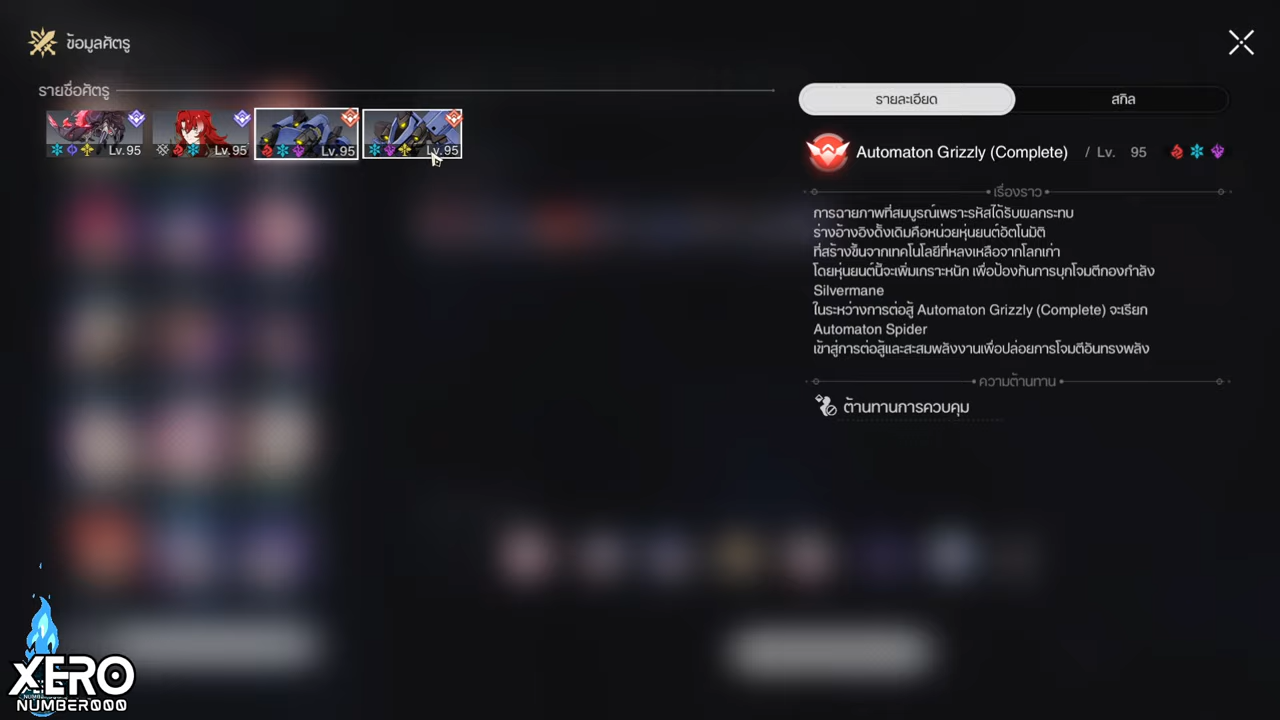 ข้อมูลศัตรู
รายชื่อศัตรู
Lv.95
Lv.95
Lv.95
Lv.95
รายละเอียด
สกิล
Automaton Grizzly (Complete) / Lv. 95
เรื่องราว
การฉายภาพที่สมบูรณ์เพราะรหัสได้รับผลกระทบ
ร่างอ้างอิงดั้งเดิมคือหน่วยหุ่นยนต์อัตโนมัติ
ที่สร้างขึ้นจากเทคโนโลยีที่หลงเหลือจากโลกเก่า
โดยหุ่นยนต์นี้จะเพิ่มเกราะหนัก เพื่อป้องกันการบุกโจมตีกองกำลัง
Silvermane
ในระหว่างการต่อสู้ Automaton Grizzly (Complete) จะเรียก
Automaton Spider
เข้าสู่การต่อสู้และสะสมพลังงานเพื่อปล่อยการโจมตีอันทรงพลัง
ความต้านทาน
ต้านทานการควบคุม
XERO
NUMBER000